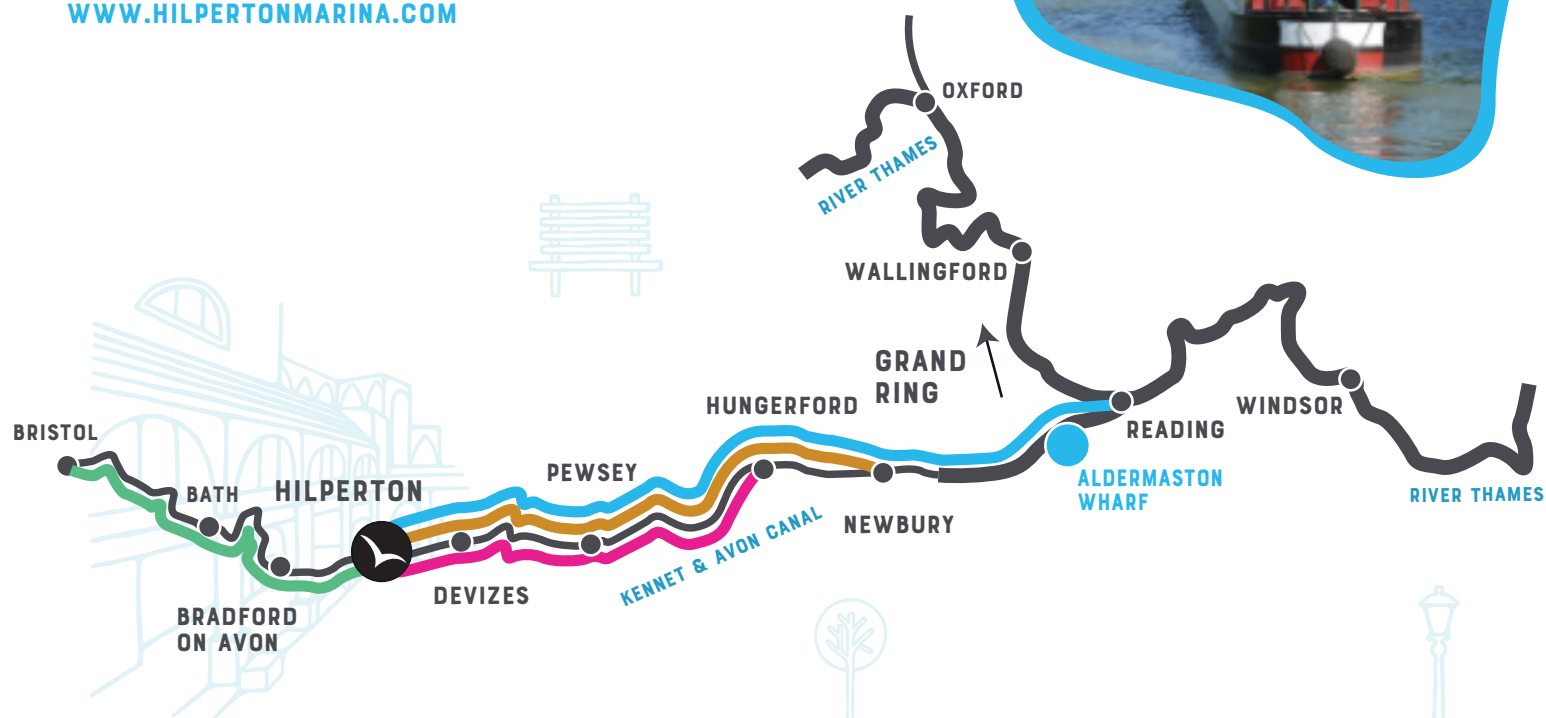 WWW.HILPERTONMARINA.COM
OXFORD
RIVER THAMES
WALLINGFORD
GRAND
RING
HUNGERFORD
WINDSOR
READING
BRISTOL
PEWSEY
ALDERMASTON
WHARF
BATH
HILPERTON
RIVER THAMES
NEWBURY
KENNET & AVON CANAL
DEVIZES
BRADFORD
ON AVON